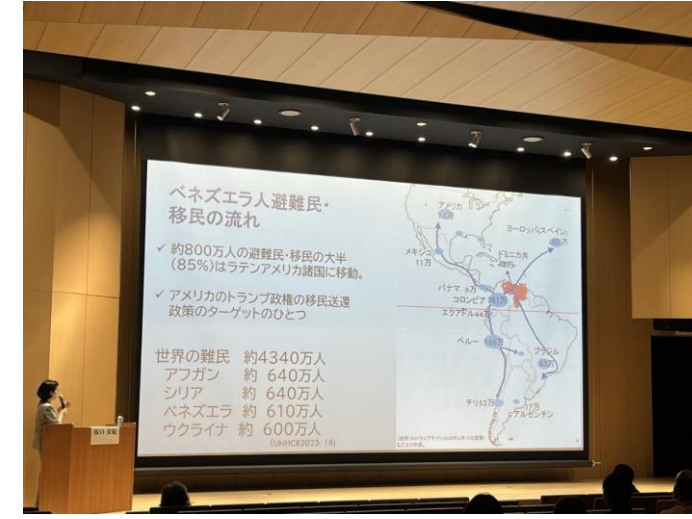 ベネズエラ人避難民・
移民の流れ
✓ 約800万人の避難民・移民の大半
(85%)はラテンアメリカ諸国に移動。
✓ アメリカのトランプ政権の移民送還
政策のターゲットのひとつ
世界の難民 約4340万人
アフガン 約 640万人
シリア 約 640万人
ベネズエラ 約 610万人
ウクライナ 約 600万人
(UNHCR2023: 18)
アメリカ
ヨーロッパ(スペイン)
メキシコ
11万
ドミニカ共
パナマ 6万
コロンビア
エクアドル44万
ペルー
166万
ブラジル
チリ53万
17万
アルゼンチン